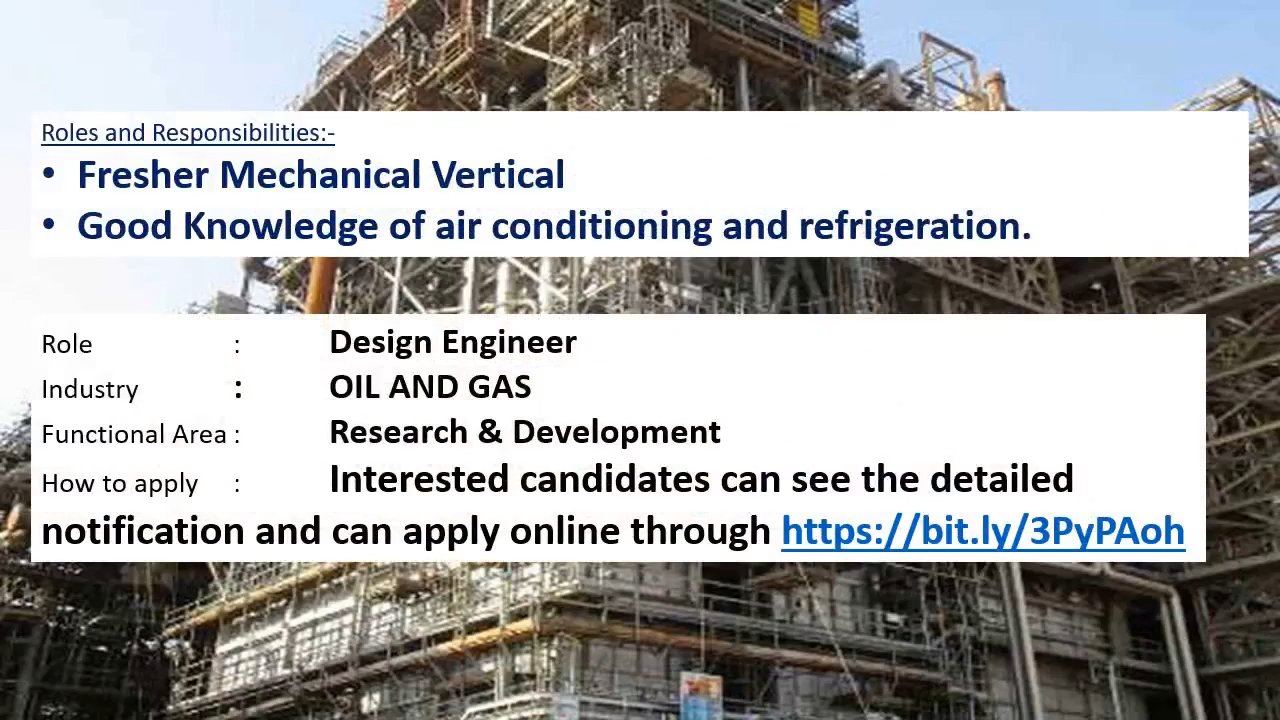 Roles and Responsibilities:-
• Fresher Mechanical Vertical
• Good Knowledge of air conditioning and refrigeration.
Role : Design Engineer
Industry : OIL AND GAS
Functional Area : Research & Development
How to apply : Interested candidates can see the detailed
notification and can apply online through https://bit.ly/3PyPAoh